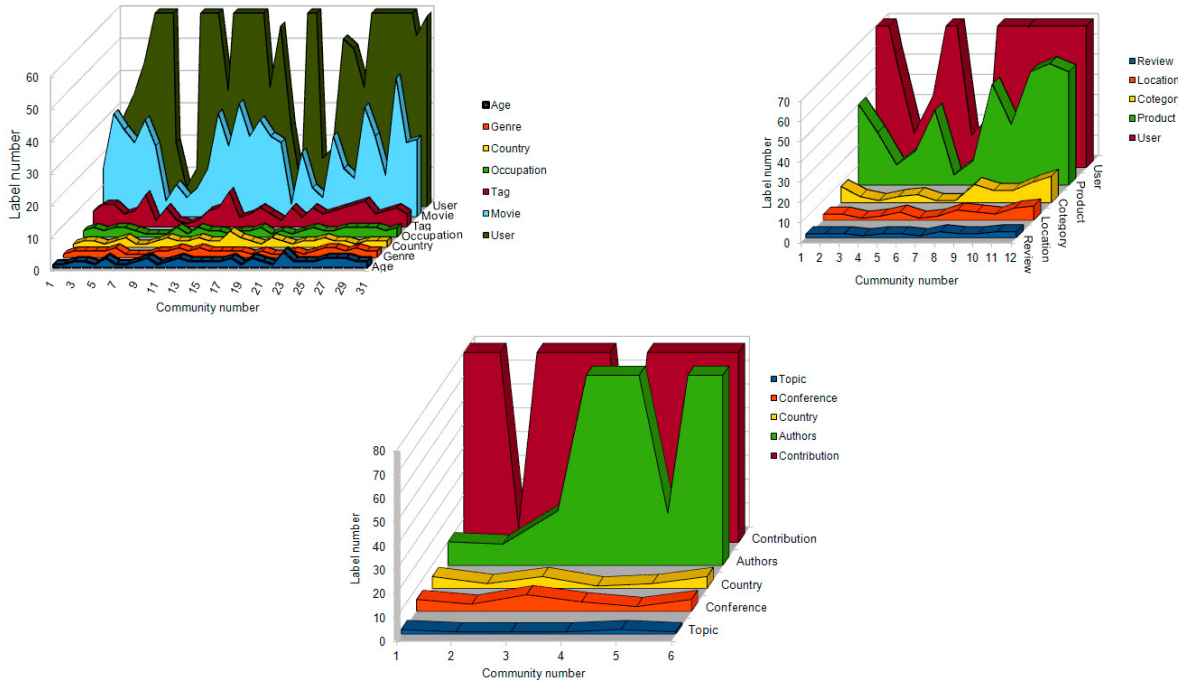 60
50
40
30
20
10
0
Label number
1
3
5
7
9
11
13
15
17
19
21
23
25
27
29
31
Community number
User
Movie
Tag
Occupation
Country
Genre
Age
Age
Genre
Country
Occupation
Tag
Movie
User
70
60
50
40
30
20
10
0
Label number
1 2 3 4 5 6 7 8 9 10 11 12
Cummunity number
User
Product
Category
Location
Review
Review
Location
Category
Product
User
80
70
60
50
40
30
20
10
0
Label number
1 2 3 4 5 6
Community number
Contribution
Authors
Country
Conference
Topic
Topic
Conference
Country
Authors
Contribution